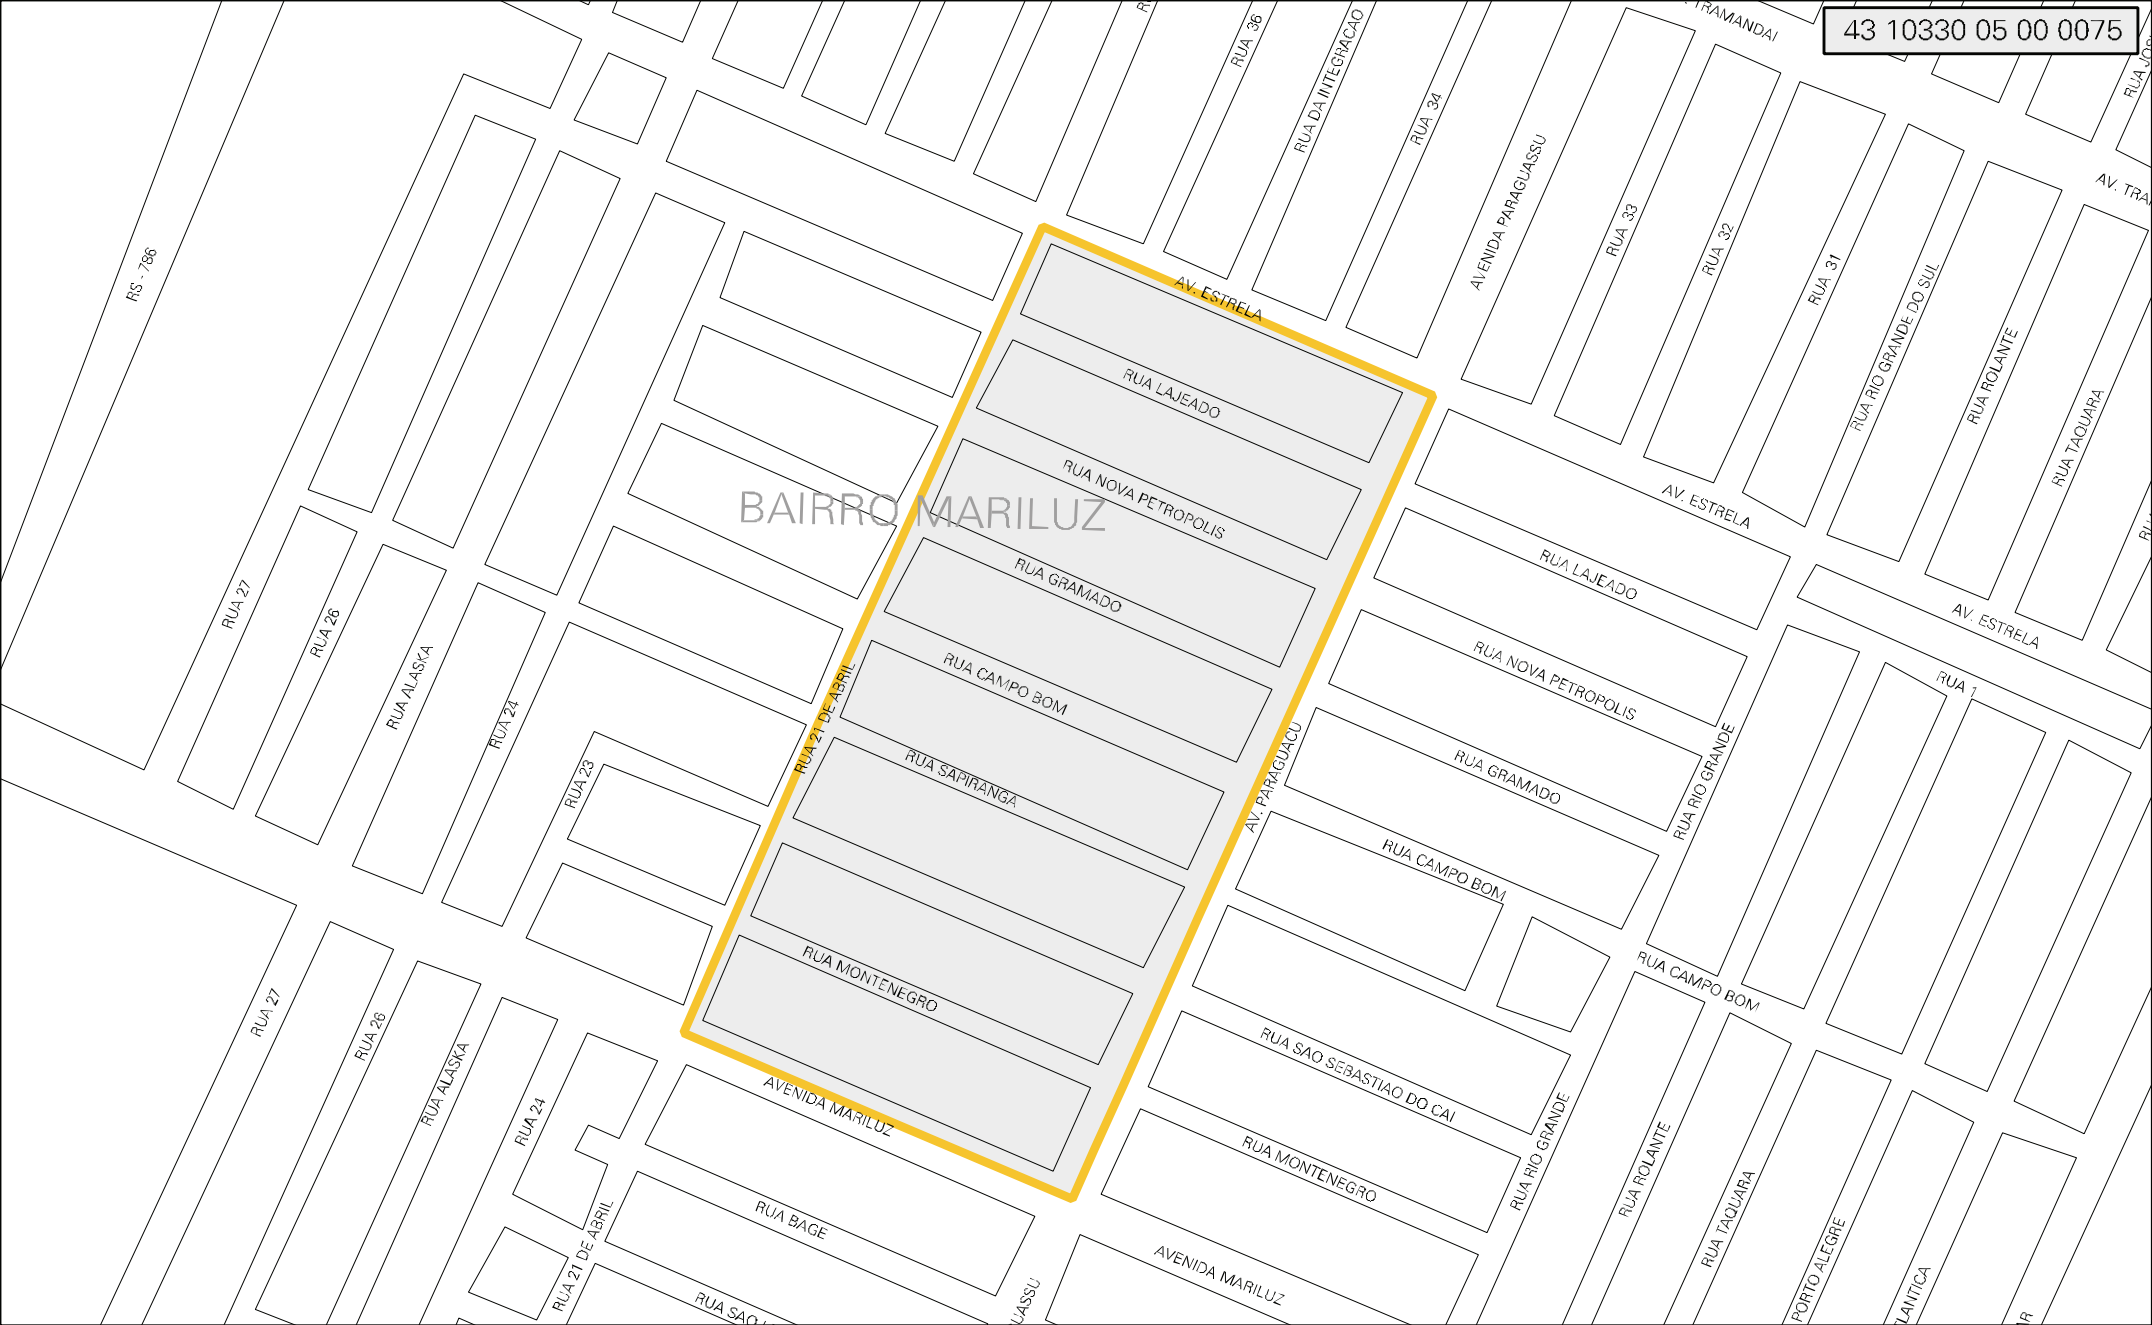 TRAMANDAI
43 10330 05 00 0075
RUA 36
RUA DA INTEGRACAO
RUA 34
AVENIDA PARAGUASSU
RUA 33
RUA 32
RUA 31
RUA RIO GRANDE DO SUL
RUA ROLANTE
RUA TAQUARA
RS - 786
AV. ESTRELA
RUA LAJEADO
RUA NOVA PETROPOLIS
BAIRRO MARILUZ
RUA GRAMADO
RUA CAMPO BOM
RUA SAPIRANGA
RUA MONTENEGRO
RUA 21 DE ABRIL
AV. PARAGUACU
AVENIDA MARILUZ
AV. ESTRELA
RUA LAJEADO
RUA NOVA PETROPOLIS
RUA GRAMADO
RUA CAMPO BOM
RUA RIO GRANDE
AV. ESTRELA
RUA 1
RUA CAMPO BOM
RUA 27
RUA 26
RUA ALASKA
RUA 24
RUA 23
RUA 27
RUA 26
RUA ALASKA
RUA 24
RUA 21 DE ABRIL
RUA BAGE
RUA SAO SEBASTIAO DO CAI
RUA MONTENEGRO
AVENIDA MARILUZ
RUA RIO GRANDE
RUA ROLANTE
RUA TAQUARA
PORTO ALEGRE